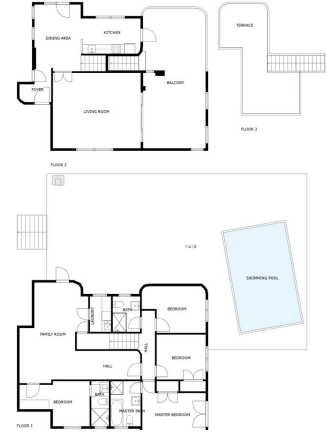 TERRACE
KITCHEN
DINING AREA
BALCONY
FOYER
LIVING ROOM
FLOOR 3
FLOOR 2
SWIMMING POOL
BATH
BEDROOM
LAUNDRY
FAMILY ROOM
HALL
BEDROOM
HALL
BATH
BEDROOM
MASTER BATH
MASTER BEDROOM
FLOOR 1